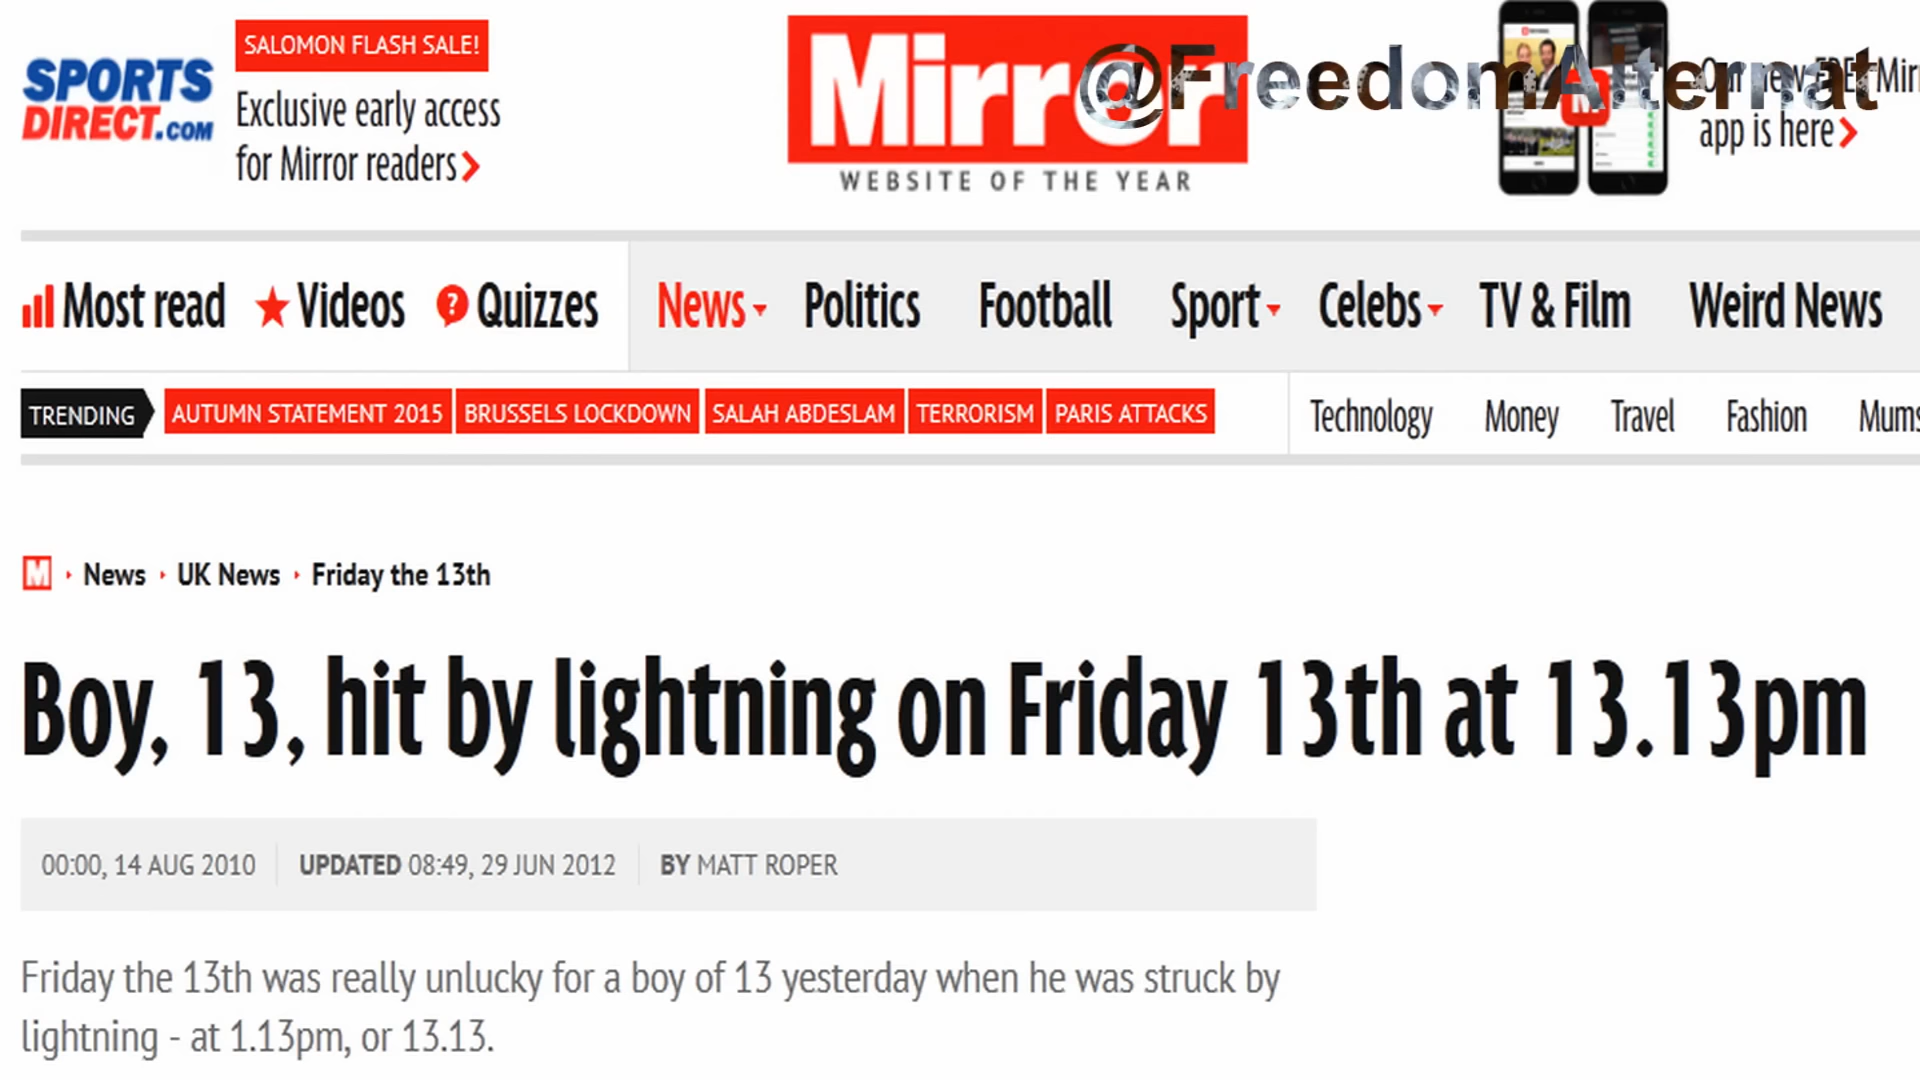 SPORTS
DIRECT.COM
SALOMON FLASH SALE!
Exclusive early access
for Mirror readers
Mirror
WEBSITE OF THE YEAR
@FreedomAlternat
Our new FREE Mirr
app is here
Most read Videos Quizzes News Politics Football Sport Celebs TV & Film Weird News
TRENDING AUTUMN STATEMENT 2015 BRUSSELS LOCKDOWN SALAH ABDESLAM TERRORISM PARIS ATTACKS Technology Money Travel Fashion Mums
M News UK News Friday the 13th
Boy, 13, hit by lightning on Friday 13th at 13.13pm
00:00, 14 AUG 2010 UPDATED 08:49, 29 JUN 2012 BY MATT ROPER
Friday the 13th was really unlucky for a boy of 13 yesterday when he was struck by
lightning - at 1.13pm, or 13.13.